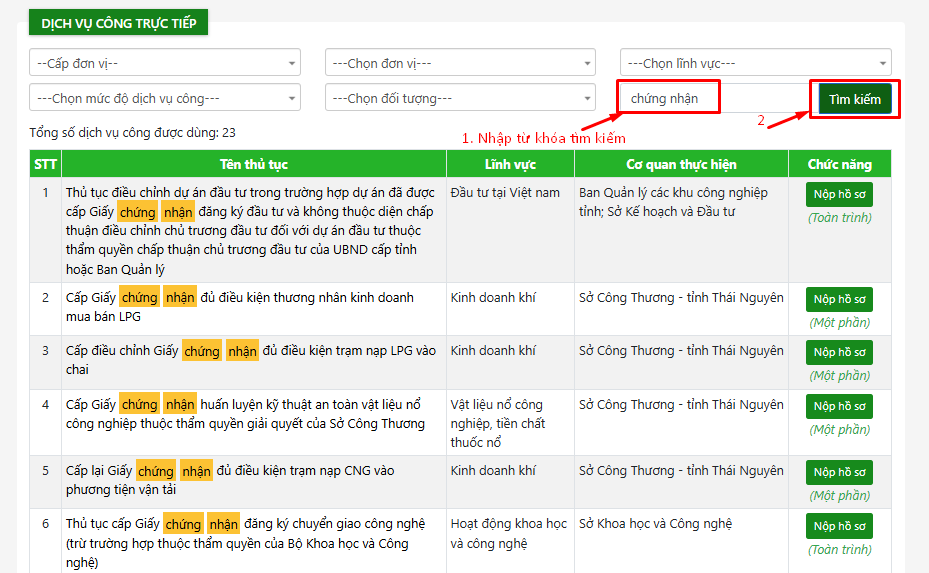 DỊCH VỤ CÔNG TRỰC TIẾP
--Cấp đơn vị-- ---Chọn đơn vị--- ---Chọn lĩnh vực---
---Chọn mức độ dịch vụ công--- ---Chọn đối tượng--- chứng nhận Tìm kiếm
2
1. Nhập từ khóa tìm kiếm
Tổng số dịch vụ công được dùng: 23
STT Tên thủ tục Lĩnh vực Cơ quan thực hiện Chức năng
1 Thủ tục điều chỉnh dự án đầu tư trong trường hợp dự án đã được Đầu tư tại Việt nam Ban Quản lý các khu công nghiệp Nộp hồ sơ
cấp Giấy chứng nhận đăng ký đầu tư và không thuộc diện chấp tỉnh; Sở Kế hoạch và Đầu tư (Toàn trình)
thuận điều chỉnh chủ trương đầu tư đối với dự án đầu tư thuộc
thẩm quyền chấp thuận chủ trương đầu tư của UBND cấp tỉnh
hoặc Ban Quản lý
2 Cấp Giấy chứng nhận đủ điều kiện thương nhân kinh doanh Kinh doanh khí Sở Công Thương - tỉnh Thái Nguyên Nộp hồ sơ
mua bán LPG (Một phần)
3 Cấp điều chỉnh Giấy chứng nhận đủ điều kiện trạm nạp LPG vào Kinh doanh khí Sở Công Thương - tỉnh Thái Nguyên Nộp hồ sơ
chai (Một phần)
4 Cấp Giấy chứng nhận huấn luyện kỹ thuật an toàn vật liệu nổ Vật liệu nổ công Sở Công Thương - tỉnh Thái Nguyên Nộp hồ sơ
công nghiệp thuộc thẩm quyền giải quyết của Sở Công Thương nghiệp, tiền chất (Một phần)
thuốc nổ
5 Cấp lại Giấy chứng nhận đủ điều kiện trạm nạp CNG vào Kinh doanh khí Sở Công Thương - tỉnh Thái Nguyên Nộp hồ sơ
phương tiện vận tải (Một phần)
6 Thủ tục cấp Giấy chứng nhận đăng ký chuyển giao công nghệ Hoạt động khoa học Sở Khoa học và Công nghệ Nộp hồ sơ
(trừ trường hợp thuộc thẩm quyền của Bộ Khoa học và Công và công nghệ (Toàn trình)
nghệ)